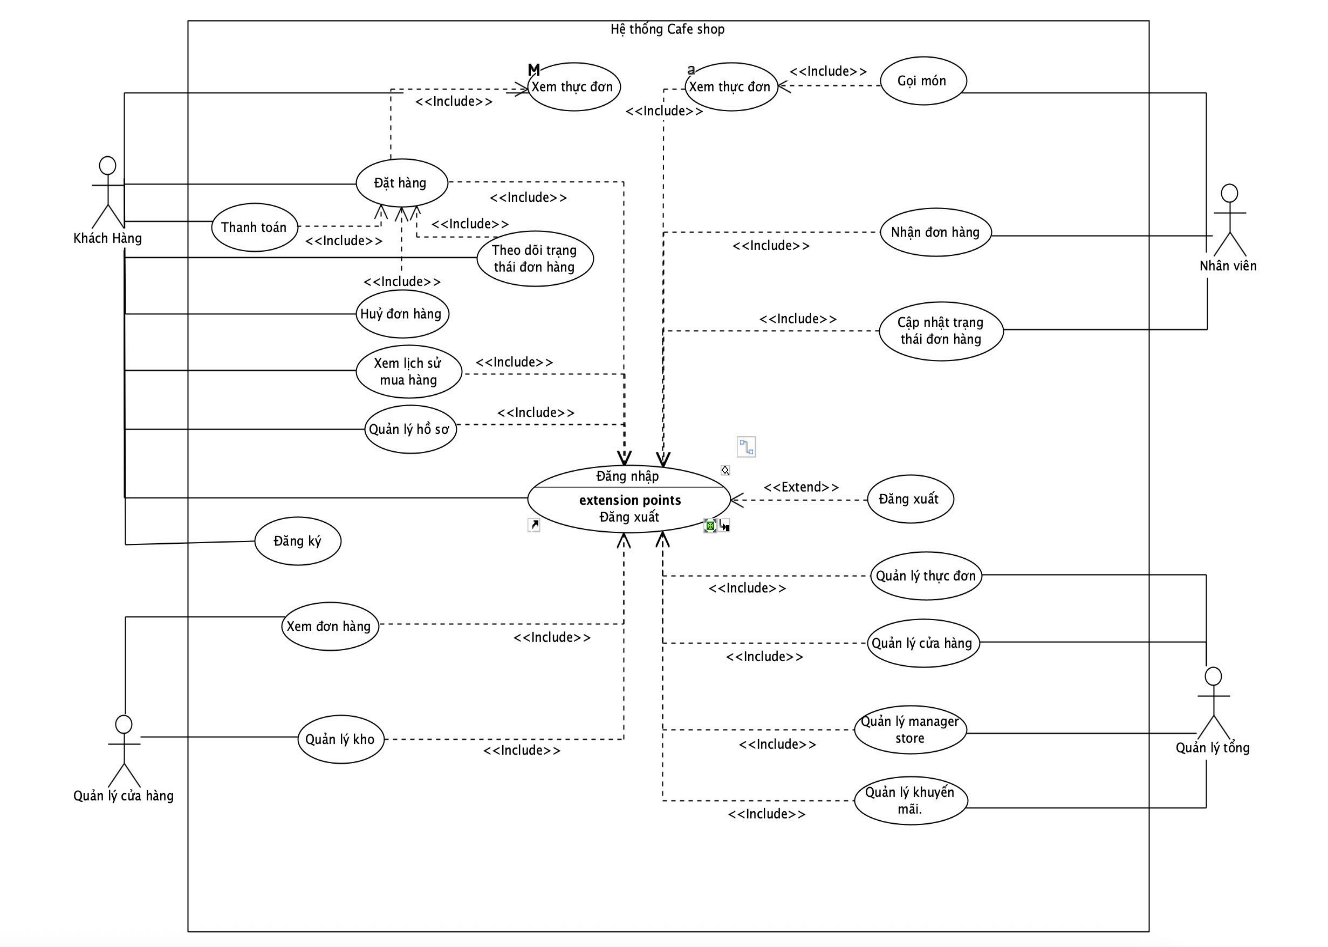 Hệ thống Cafe shop
M
Xem thực đơn
a
Xem thực đơn
<<Include>>
Gọi món
<<Include>>
<<Include>>
Khách Hàng
Đặt hàng
<<Include>>
Thanh toán
<<Include>>
<<Include>>
Theo dõi trạng
thái đơn hàng
<<Include>>
Huỷ đơn hàng
Xem lịch sử
mua hàng
<<Include>>
Quản lý hồ sơ
<<Include>>
Nhận đơn hàng
<<Include>>
Nhân viên
<<Include>>
Cập nhật trạng
thái đơn hàng
Đăng nhập
extension points
Đăng xuất
<<Extend>>
Đăng xuất
Đăng ký
Xem đơn hàng
<<Include>>
Quản lý kho
<<Include>>
Quản lý cửa hàng
Quản lý thực đơn
<<Include>>
Quản lý cửa hàng
<<Include>>
Quản lý manager
store
<<Include>>
Quản lý tổng
Quản lý khuyến
mãi.
<<Include>>